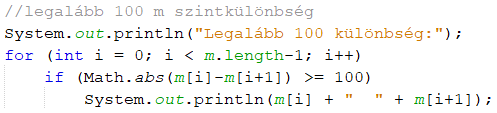 //legalább 100 m szintkülönbség
System.out.println("Legalább 100 különbség:");
for (int i = 0; i < m.length-1; i++)
    if (Math.abs(m[i]-m[i+1]) >= 100)
        System.out.println(m[i] + "  " + m[i+1]);